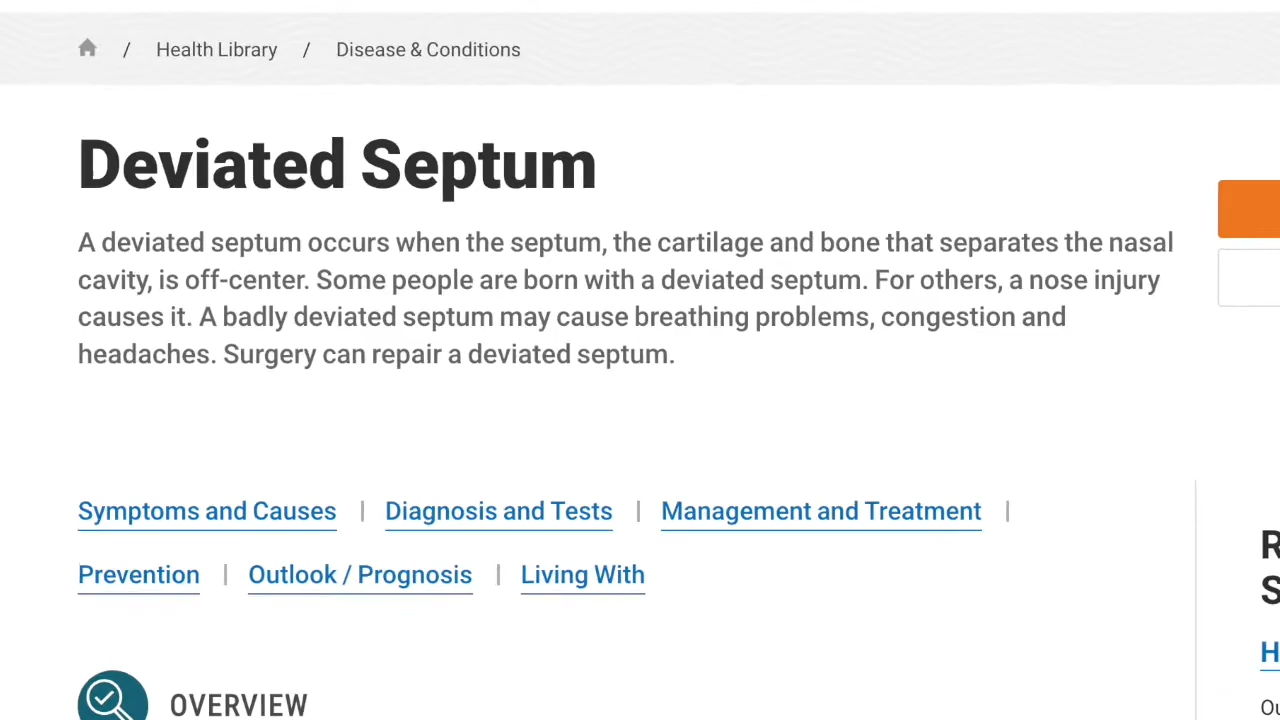 / Health Library / Disease & Conditions
Deviated Septum
A deviated septum occurs when the septum, the cartilage and bone that separates the nasal
cavity, is off-center. Some people are born with a deviated septum. For others, a nose injury
causes it. A badly deviated septum may cause breathing problems, congestion and
headaches. Surgery can repair a deviated septum.
Symptoms and Causes | Diagnosis and Tests | Management and Treatment |
Prevention | Outlook / Prognosis | Living With
OVERVIEW